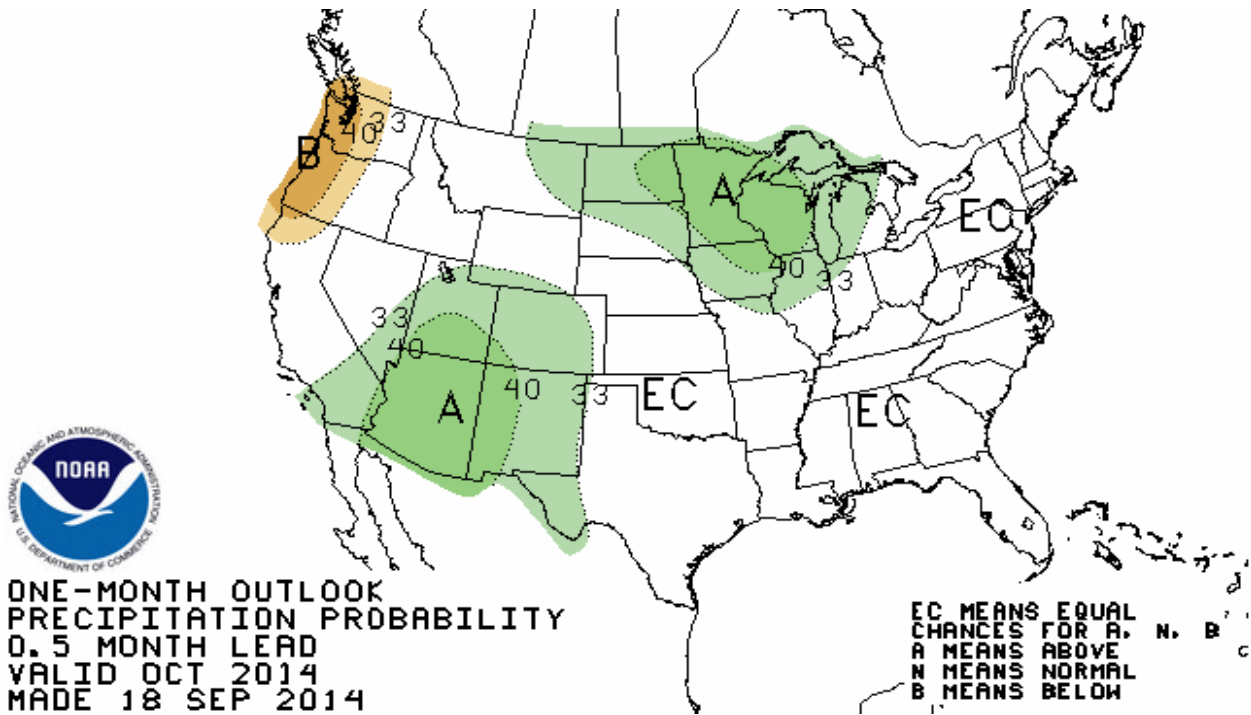 33
40
B
A
EC
40
33
33
40
A
40
33
EC
EC
NATIONAL OCEANIC AND ATMOSPHERIC ADMINISTRATION
NOAA
U.S. DEPARTMENT OF COMMERCE
ONE-MONTH OUTLOOK
PRECIPITATION PROBABILITY
0.5 MONTH LEAD
VALID OCT 2014
MADE 18 SEP 2014
EC MEANS EQUAL
CHANCES FOR A, N, B
A MEANS ABOVE
N MEANS NORMAL
B MEANS BELOW